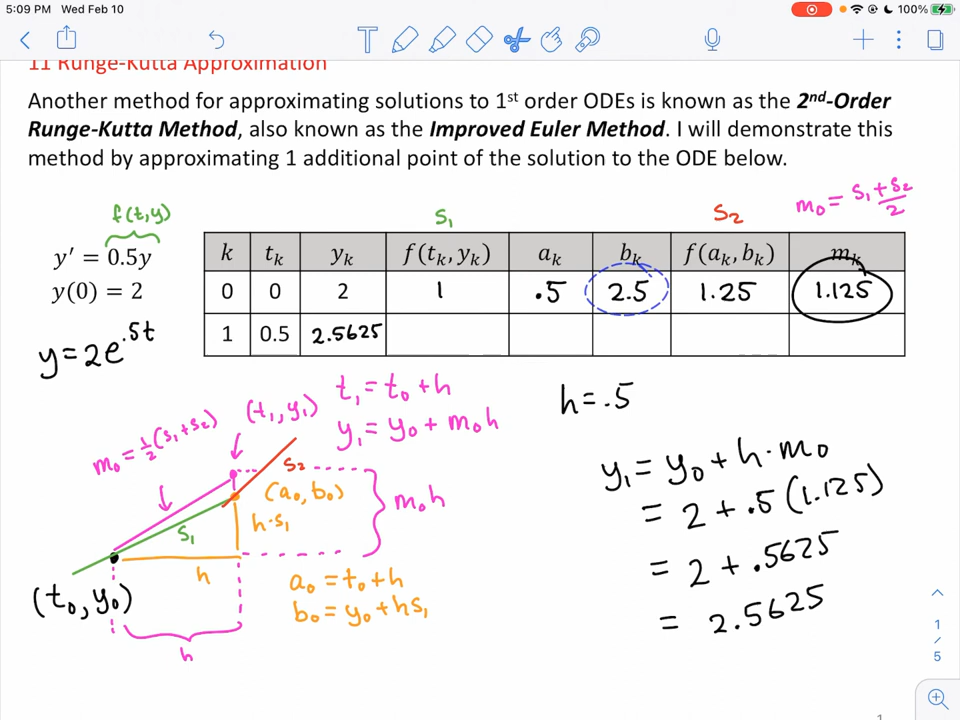 5:09 PM Wed Feb 10
100%
11 Runge-Kutta Approximation
Another method for approximating solutions to 1st order ODEs is known as the 2nd-Order
Runge-Kutta Method, also known as the Improved Euler Method. I will demonstrate this
method by approximating 1 additional point of the solution to the ODE below.
f(t,y)
S₁
S₂
m₀ = S₁ + S₂ / 2
y′ = 0.5y
y(0) = 2
k tₖ yₖ f(tₖ, yₖ) aₖ bₖ f(aₖ, bₖ) mₖ
0 0 2 1 .5 2.5 1.25 1.125
1 0.5 2.5625
y = 2e^.5t
h = .5
t₁ = t₀ + h
y₁ = y₀ + m₀h
(t₁, y₁)
m₀ = ½(S₁+S₂)
S₂
(a₀, b₀)
m₀h
S₁
h·S₁
h
(t₀, y₀)
a₀ = t₀ + h
b₀ = y₀ + hS₁
h
y₁ = y₀ + h·m₀
= 2 + .5 (1.125)
= 2 + .5625
= 2.5625
1
/
5
1